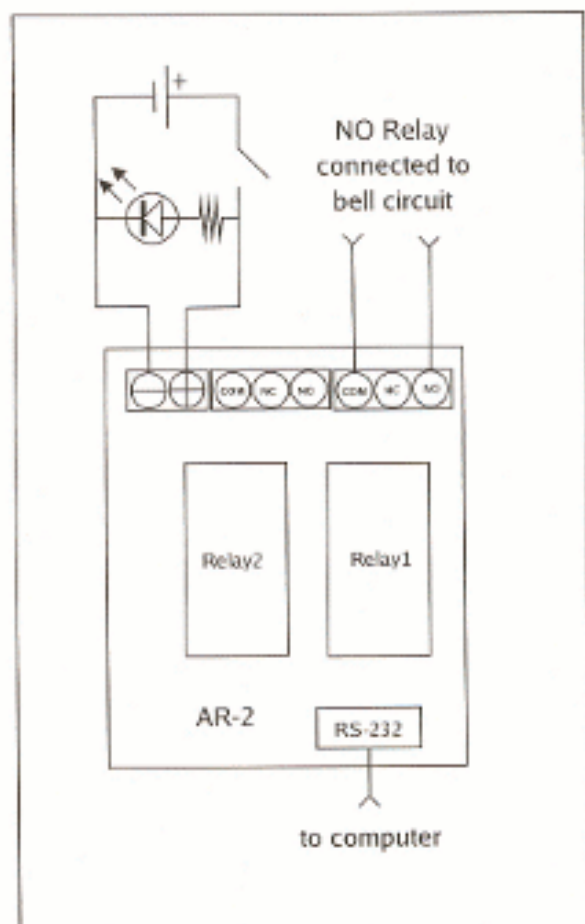 +
NO Relay
connected to
bell circuit
− + COM NC NO COM NC NO
Relay2
Relay1
AR-2
RS-232
to computer